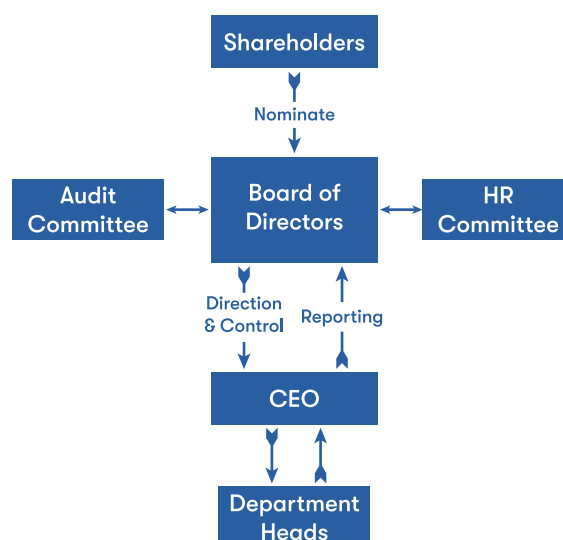 Shareholders
Nominate
Audit
Committee
Board of
Directors
HR
Committee
Direction
& Control
Reporting
CEO
Department
Heads